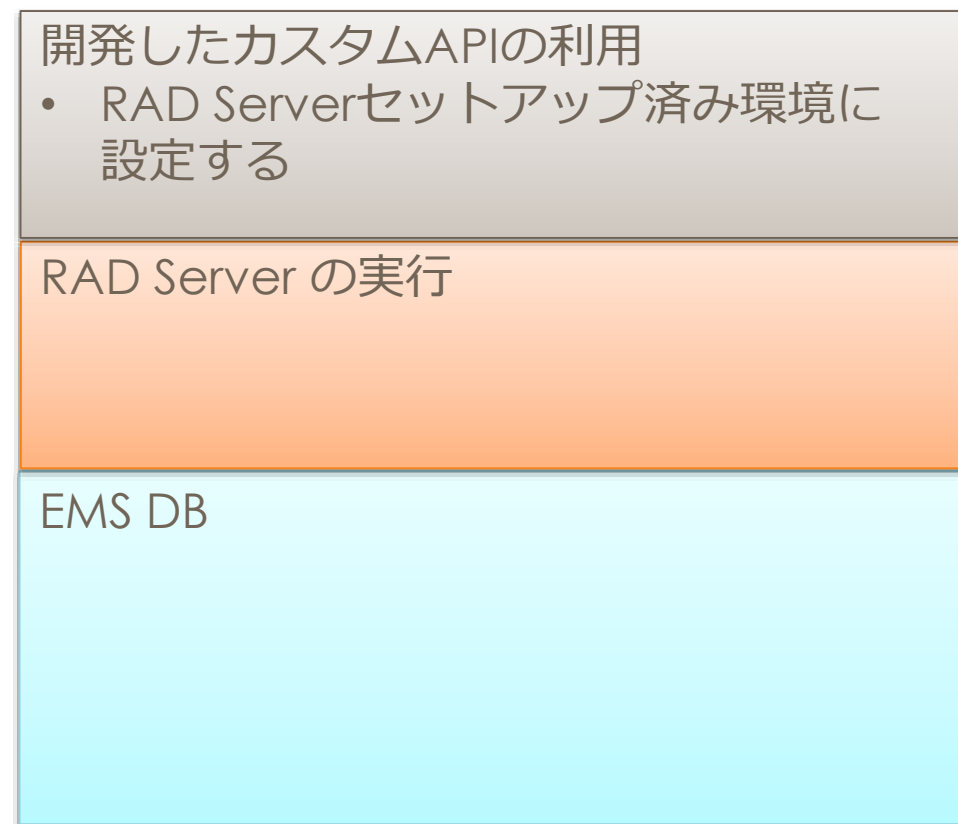 開発したカスタムAPIの利用
• RAD Serverセットアップ済み環境に
設定する
RAD Server の実行
EMS DB